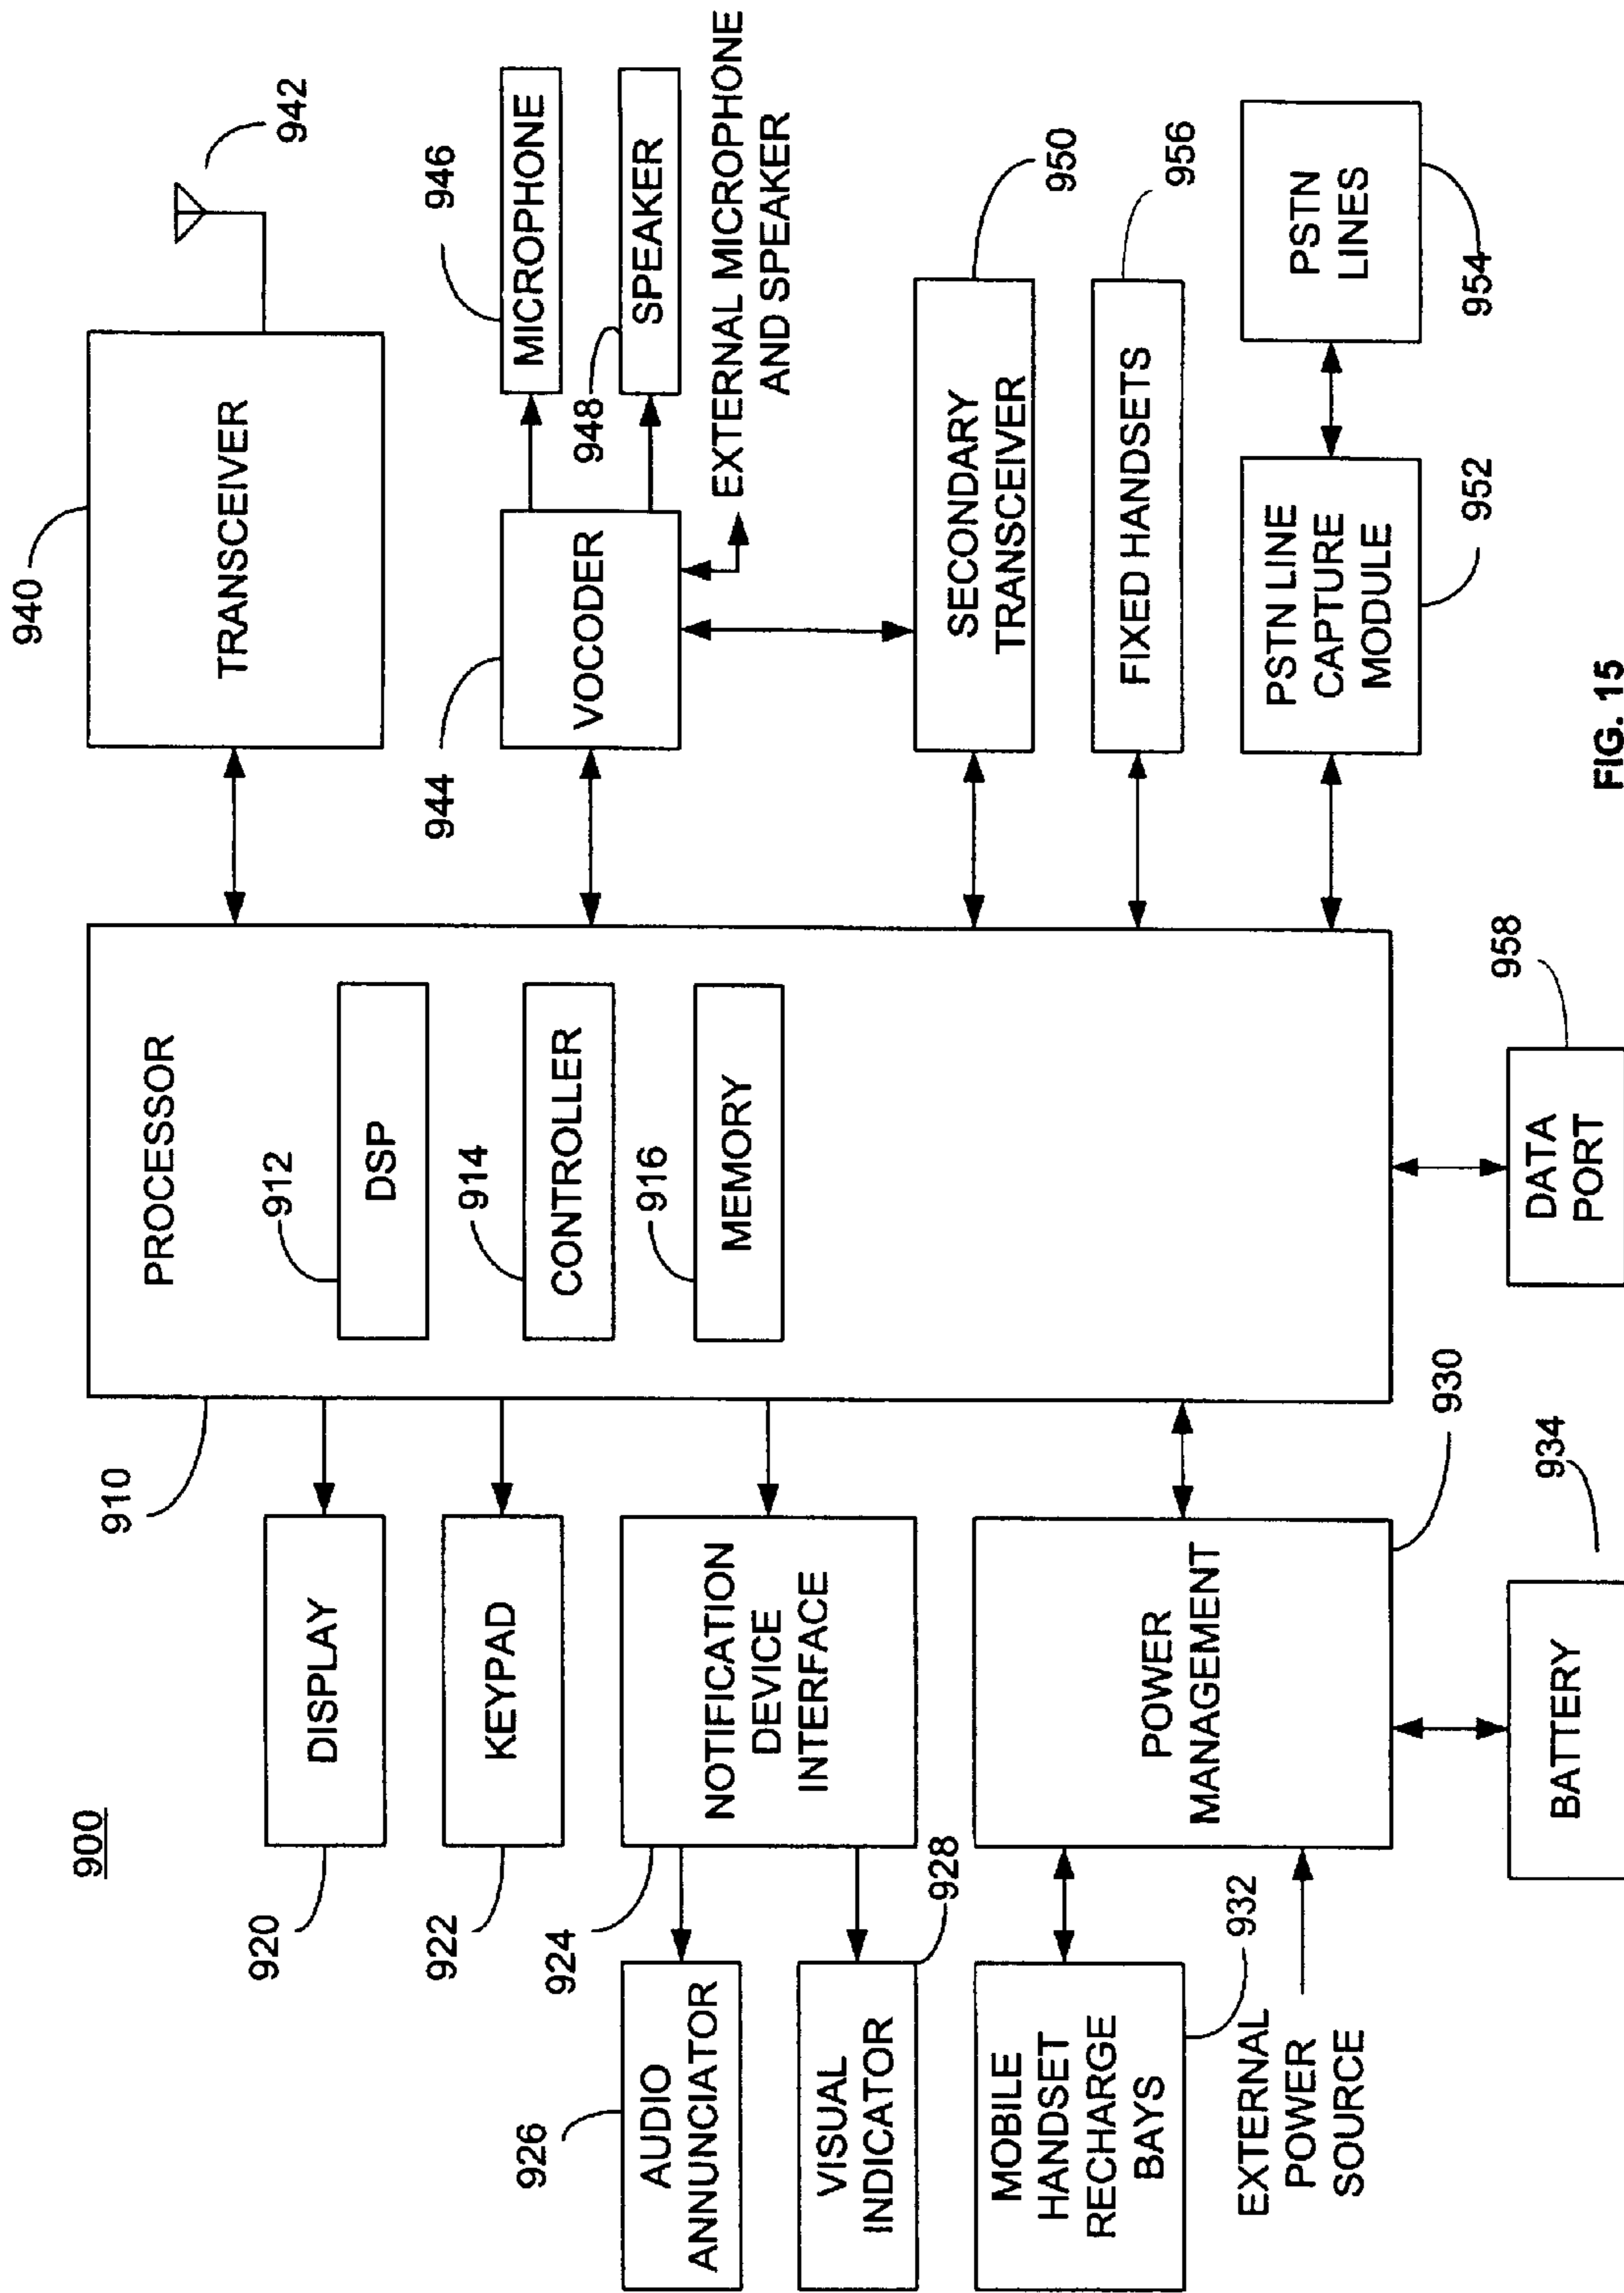 900
910
PROCESSOR
912
DSP
914
CONTROLLER
916
MEMORY
920
DISPLAY
922
KEYPAD
924
NOTIFICATION
DEVICE
INTERFACE
926
AUDIO
ANNUNCIATOR
928
VISUAL
INDICATOR
930
POWER
MANAGEMENT
932
MOBILE
HANDSET
RECHARGE
BAYS
EXTERNAL
POWER
SOURCE
934
BATTERY
958
DATA
PORT
940
TRANSCEIVER
942
944
VOCODER
946
MICROPHONE
948
SPEAKER
EXTERNAL MICROPHONE
AND SPEAKER
950
SECONDARY
TRANSCEIVER
956
FIXED HANDSETS
952
PSTN LINE
CAPTURE
MODULE
954
PSTN
LINES
FIG. 15